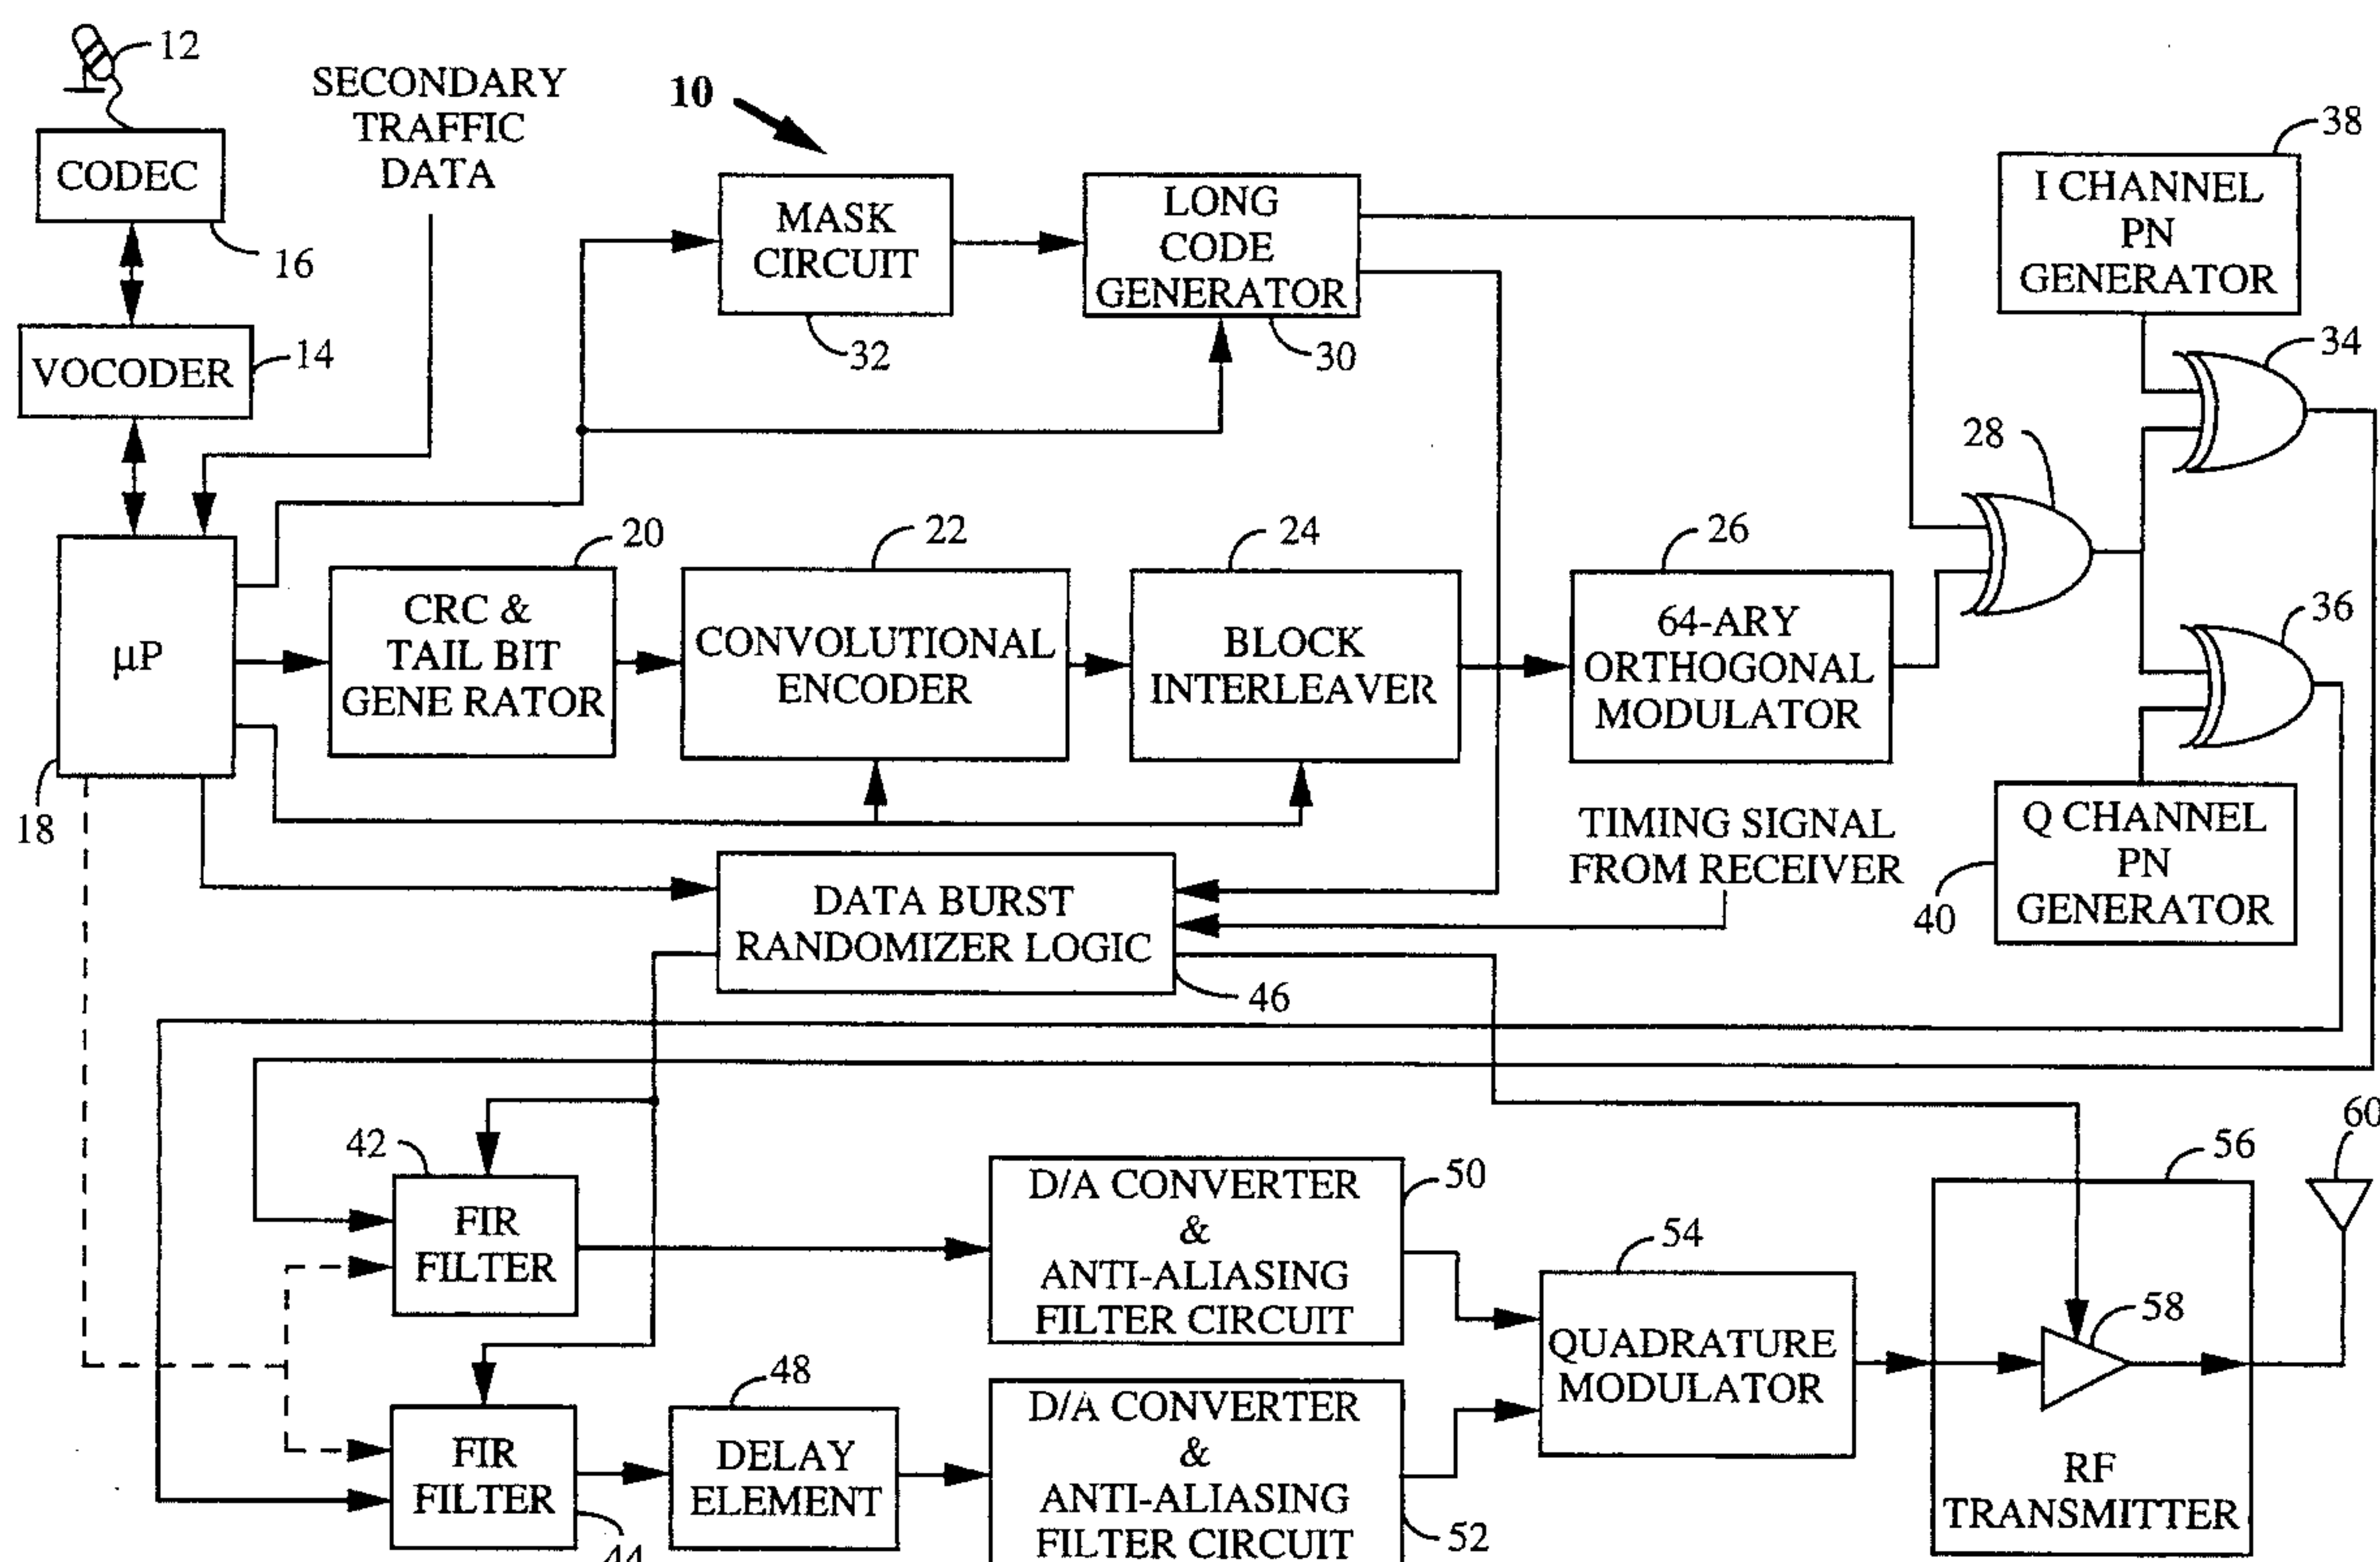 12
SECONDARY
TRAFFIC
DATA
10
38
CODEC
16
MASK
CIRCUIT
32
LONG
CODE
GENERATOR
30
I CHANNEL
PN
GENERATOR
34
VOCODER
14
28
20
22
24
26
36
µP
18
CRC &
TAIL BIT
GENE RATOR
CONVOLUTIONAL
ENCODER
BLOCK
INTERLEAVER
64-ARY
ORTHOGONAL
MODULATOR
TIMING SIGNAL
FROM RECEIVER
Q CHANNEL
PN
GENERATOR
40
DATA BURST
RANDOMIZER LOGIC
46
42
FIR
FILTER
D/A CONVERTER
&
ANTI-ALIASING
FILTER CIRCUIT
50
54
QUADRATURE
MODULATOR
56
60
58
RF
TRANSMITTER
FIR
FILTER
44
48
DELAY
ELEMENT
D/A CONVERTER
&
ANTI-ALIASING
FILTER CIRCUIT
52